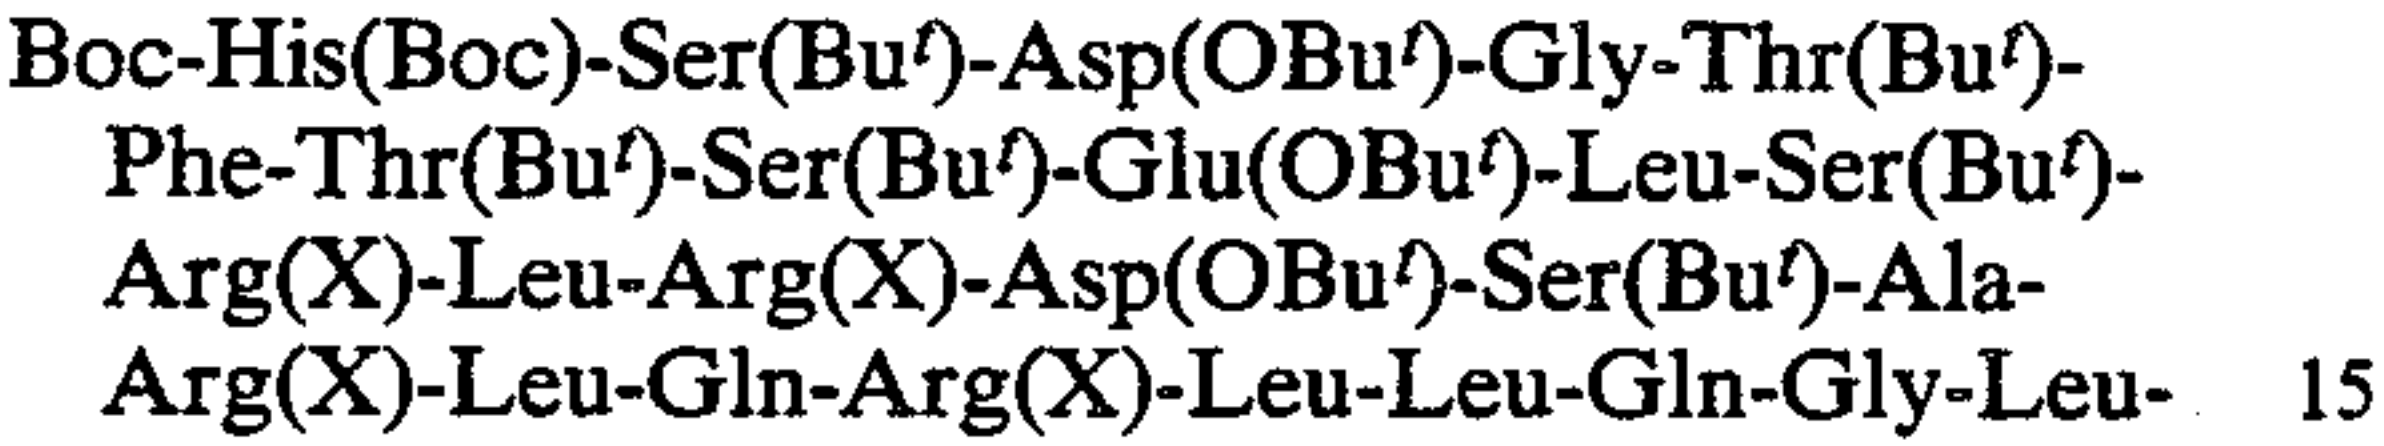 Boc-His(Boc)-Ser(Buᵗ)-Asp(OBuᵗ)-Gly-Thr(Buᵗ)-
Phe-Thr(Buᵗ)-Ser(Buᵗ)-Glu(OBuᵗ)-Leu-Ser(Buᵗ)-
Arg(X)-Leu-Arg(X)-Asp(OBuᵗ)-Ser(Buᵗ)-Ala-
Arg(X)-Leu-Gln-Arg(X)-Leu-Leu-Gln-Gly-Leu- 15